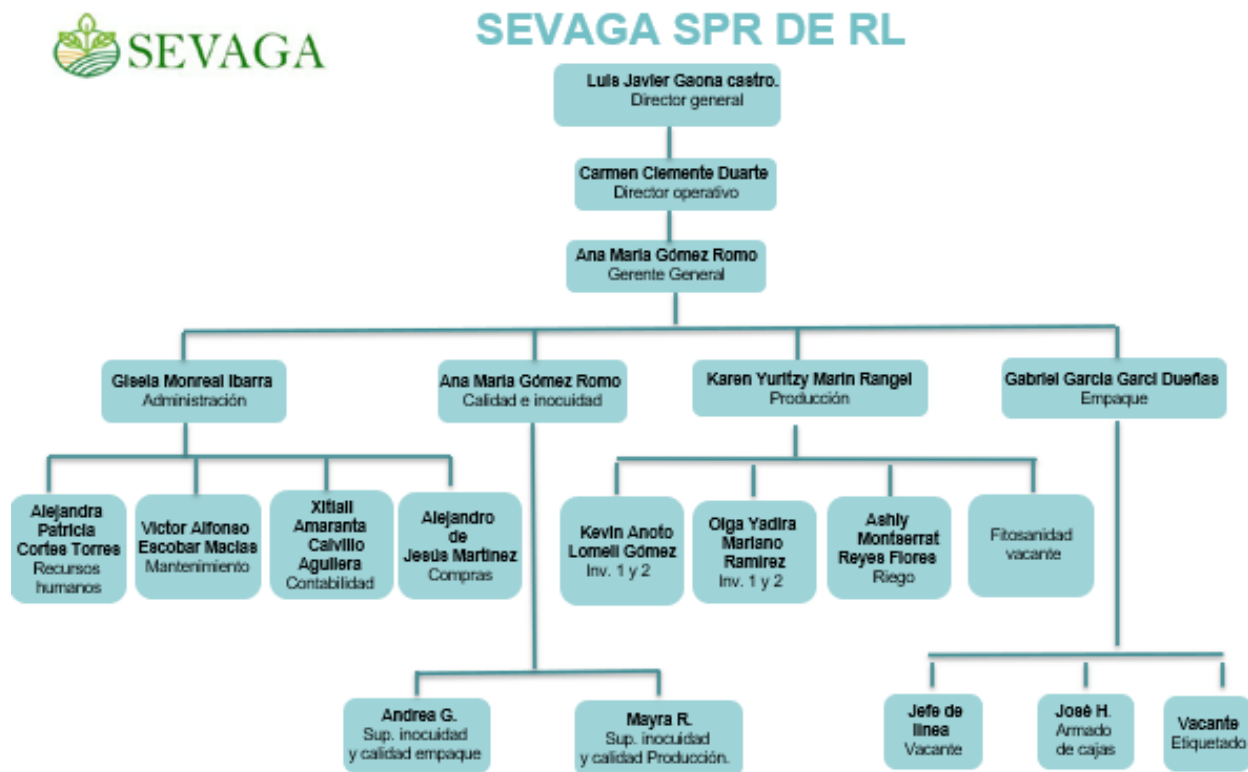 SEVAGA
SEVAGA SPR DE RL
Luis Javier Gaona castro.
Director general
Carmen Clemente Duarte
Director operativo
Ana Maria Gómez Romo
Gerente General
Gisela Monreal Ibarra
Administración
Ana Maria Gómez Romo
Calidad e inocuidad
Karen Yuritzy Marin Rangel
Producción
Gabriel Garcia Garci Dueñas
Empaque
Alejandra
Patricia
Cortes Torres
Recursos
humanos
Victor Alfonso
Escobar Macias
Mantenimiento
Xitlali
Amaranta
Calvillo
Aguilera
Contabilidad
Alejandro
de
Jesús Martinez
Compras
Kevin Anoto
Lomeli Gómez
Inv. 1 y 2
Olga Yadira
Mariano
Ramirez
Inv. 1 y 2
Ashly
Montserrat
Reyes Flores
Riego
Fitosanidad
vacante
Andrea G.
Sup. inocuidad
y calidad empaque
Mayra R.
Sup. inocuidad
y calidad Producción.
Jefe de
linea
Vacante
José H.
Armado
de cajas
Vacante
Etiquetado